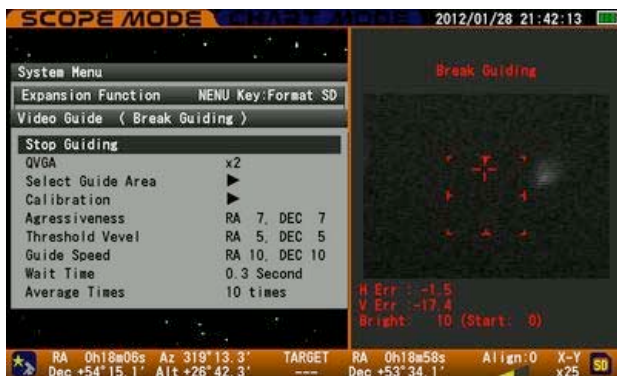 SCOPE MODE CHART MODE 2012/01/28 21:42:13
System Menu
Expansion Function NENU Key:Format SD
Video Guide ( Break Guiding )
Stop Guiding
QVGA x2
Select Guide Area
Calibration
Agressiveness RA 7, DEC 7
Threshold Vevel RA 5, DEC 5
Guide Speed RA 10, DEC 10
Wait Time 0.3 Second
Average Times 10 times
Break Guiding
H Err : -1.5
V Err : -17.4
Bright: 10 (Start: 0)
RA 0h18m06s Az 319°13.3' TARGET RA 0h18m58s Align:0 X-Y SD
Dec +54°15.1' Alt +26°42.3' --- Dec +53°34.1' x25